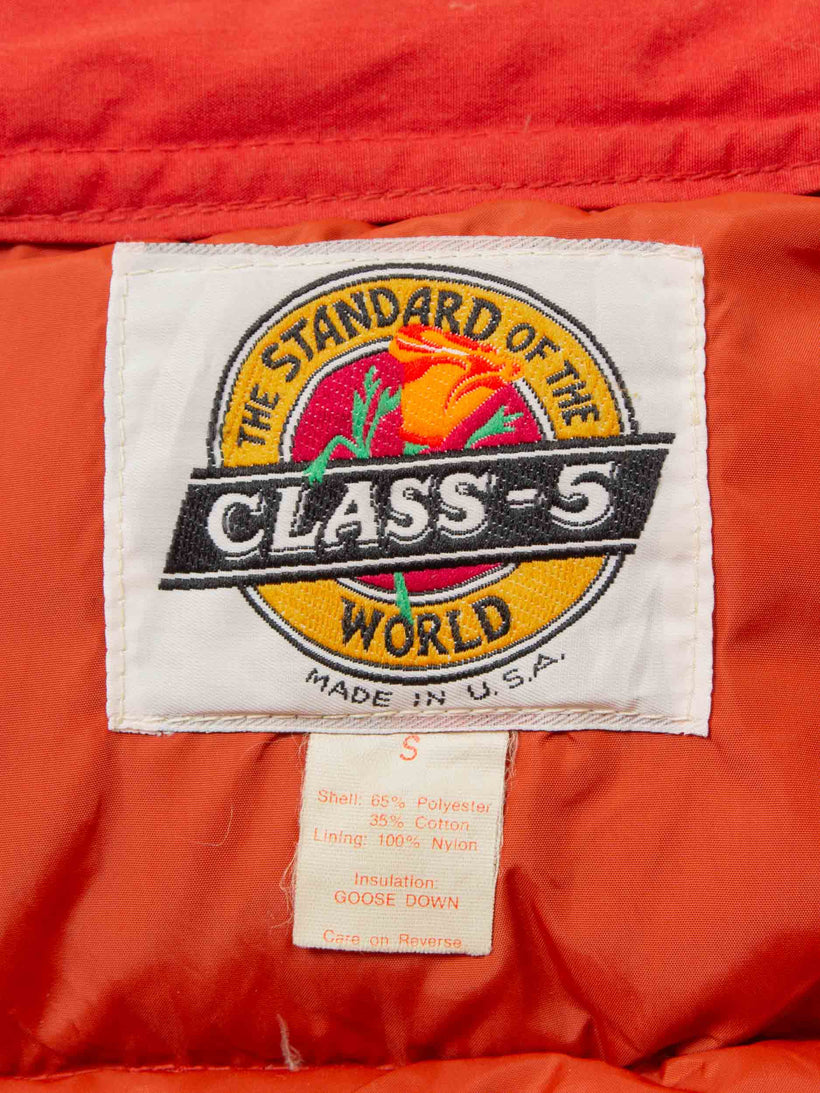 THE STANDARD OF THE
CLASS-5
WORLD
MADE IN U.S.A.
S
Shell: 65% Polyester
35% Cotton
Lining: 100% Nylon
Insulation:
GOOSE DOWN
Care on Reverse